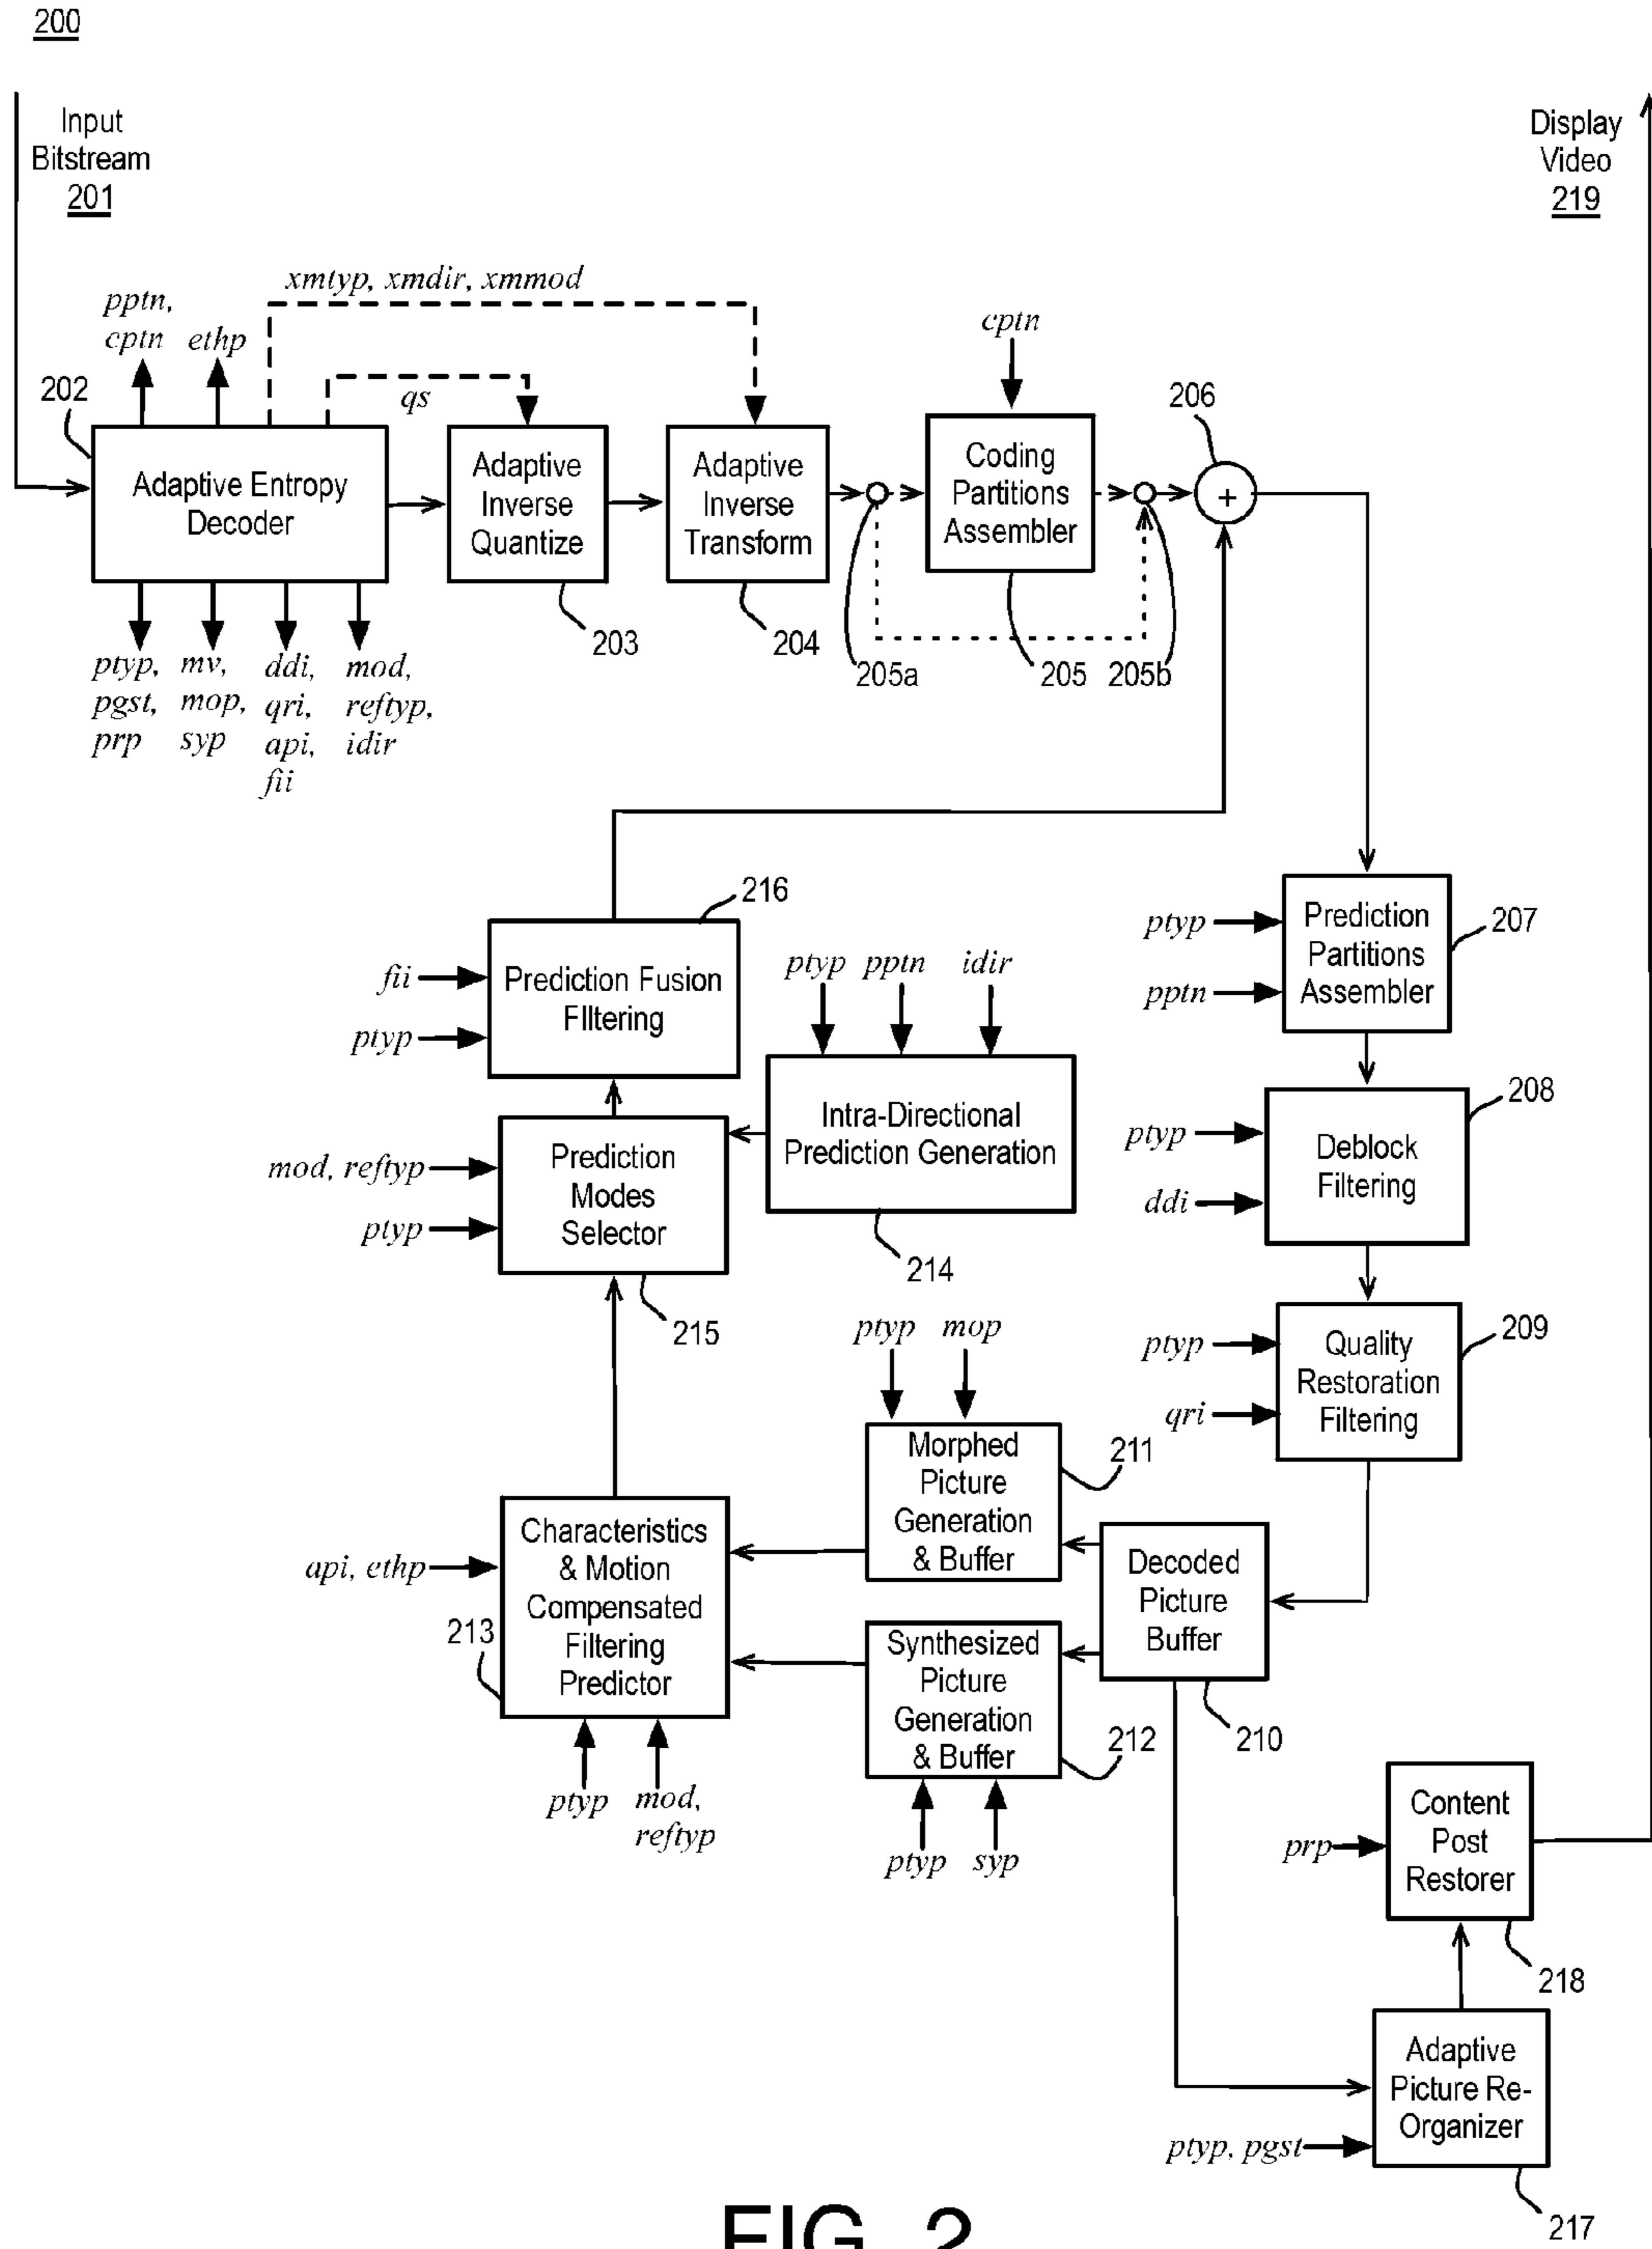 200
Input
Bitstream
201
Display
Video
219
xmtyp, xmdir, xmmod
pptn,
cptn
ethp
qs
cptn
202
206
Adaptive Entropy
Decoder
Adaptive
Inverse
Quantize
Adaptive
Inverse
Transform
Coding
Partitions
Assembler
+
203
204
205a
205
205b
ptyp,
pgst,
prp
mv,
mop,
syp
ddi,
qri,
api,
fii
mod,
reftyp,
idir
216
fii
ptyp
Prediction Fusion
FIltering
ptyp
pptn
idir
ptyp
pptn
Prediction
Partitions
Assembler
207
mod, reftyp
ptyp
Prediction
Modes
Selector
Intra-Directional
Prediction Generation
214
215
ptyp
ddi
Deblock
Filtering
208
ptyp
mop
ptyp
qri
Quality
Restoration
Filtering
209
Morphed
Picture
Generation
& Buffer
211
api, ethp
213
Characteristics
& Motion
Compensated
Filtering
Predictor
Decoded
Picture
Buffer
210
Synthesized
Picture
Generation
& Buffer
212
ptyp
mod,
reftyp
ptyp
syp
prp
Content
Post
Restorer
218
Adaptive
Picture Re-
Organizer
ptyp, pgst
217
FIG. 2